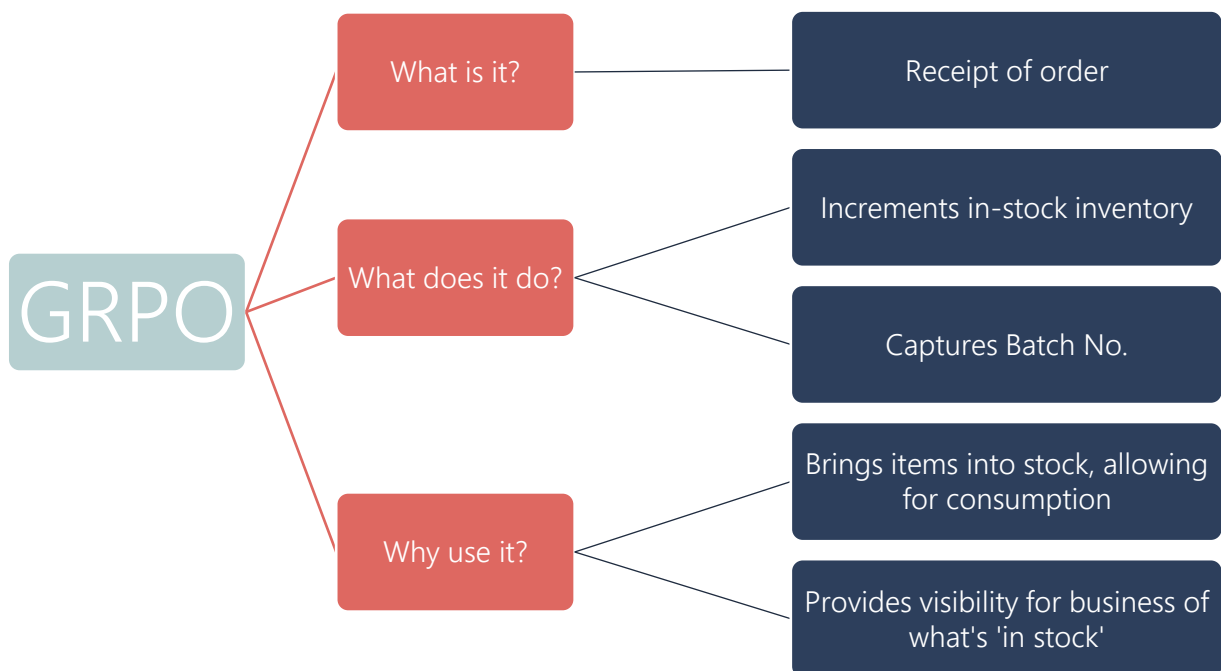 GRPO
What is it?
Receipt of order
What does it do?
Increments in-stock inventory
Captures Batch No.
Why use it?
Brings items into stock, allowing
for consumption
Provides visibility for business of
what's 'in stock'